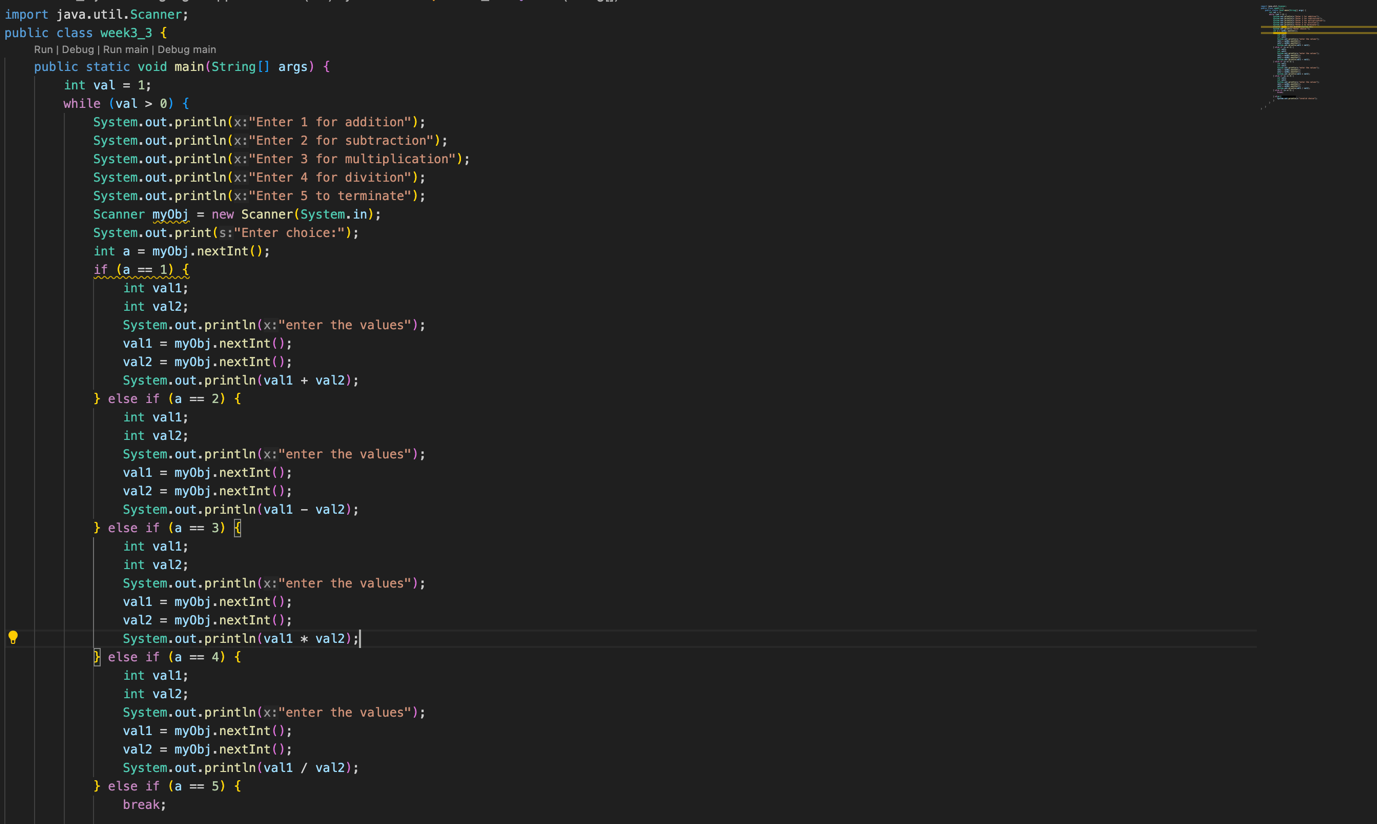 import java.util.Scanner;
public class week3_3 {
Run | Debug | Run main | Debug main
    public static void main(String[] args) {
        int val = 1;
        while (val > 0) {
            System.out.println(x:"Enter 1 for addition");
            System.out.println(x:"Enter 2 for subtraction");
            System.out.println(x:"Enter 3 for multiplication");
            System.out.println(x:"Enter 4 for divition");
            System.out.println(x:"Enter 5 to terminate");
            Scanner myObj = new Scanner(System.in);
            System.out.print(s:"Enter choice:");
            int a = myObj.nextInt();
            if (a == 1) {
                int val1;
                int val2;
                System.out.println(x:"enter the values");
                val1 = myObj.nextInt();
                val2 = myObj.nextInt();
                System.out.println(val1 + val2);
            } else if (a == 2) {
                int val1;
                int val2;
                System.out.println(x:"enter the values");
                val1 = myObj.nextInt();
                val2 = myObj.nextInt();
                System.out.println(val1 - val2);
            } else if (a == 3) {
                int val1;
                int val2;
                System.out.println(x:"enter the values");
                val1 = myObj.nextInt();
                val2 = myObj.nextInt();
                System.out.println(val1 * val2);
            } else if (a == 4) {
                int val1;
                int val2;
                System.out.println(x:"enter the values");
                val1 = myObj.nextInt();
                val2 = myObj.nextInt();
                System.out.println(val1 / val2);
            } else if (a == 5) {
                break;